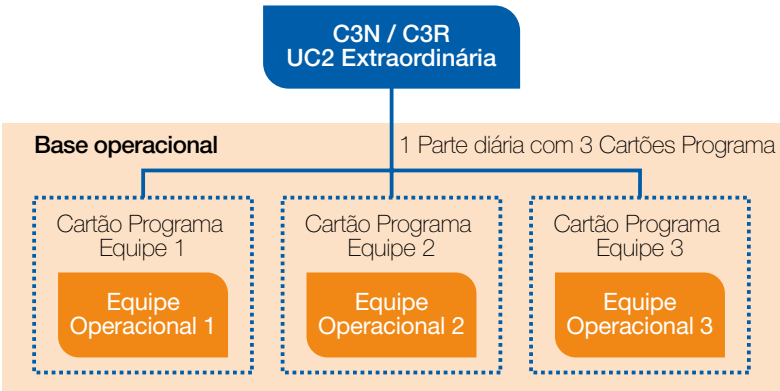 C3N / C3R
UC2 Extraordinária
Base operacional
1 Parte diária com 3 Cartões Programa
Cartão Programa
Equipe 1
Equipe
Operacional 1
Cartão Programa
Equipe 2
Equipe
Operacional 2
Cartão Programa
Equipe 3
Equipe
Operacional 3